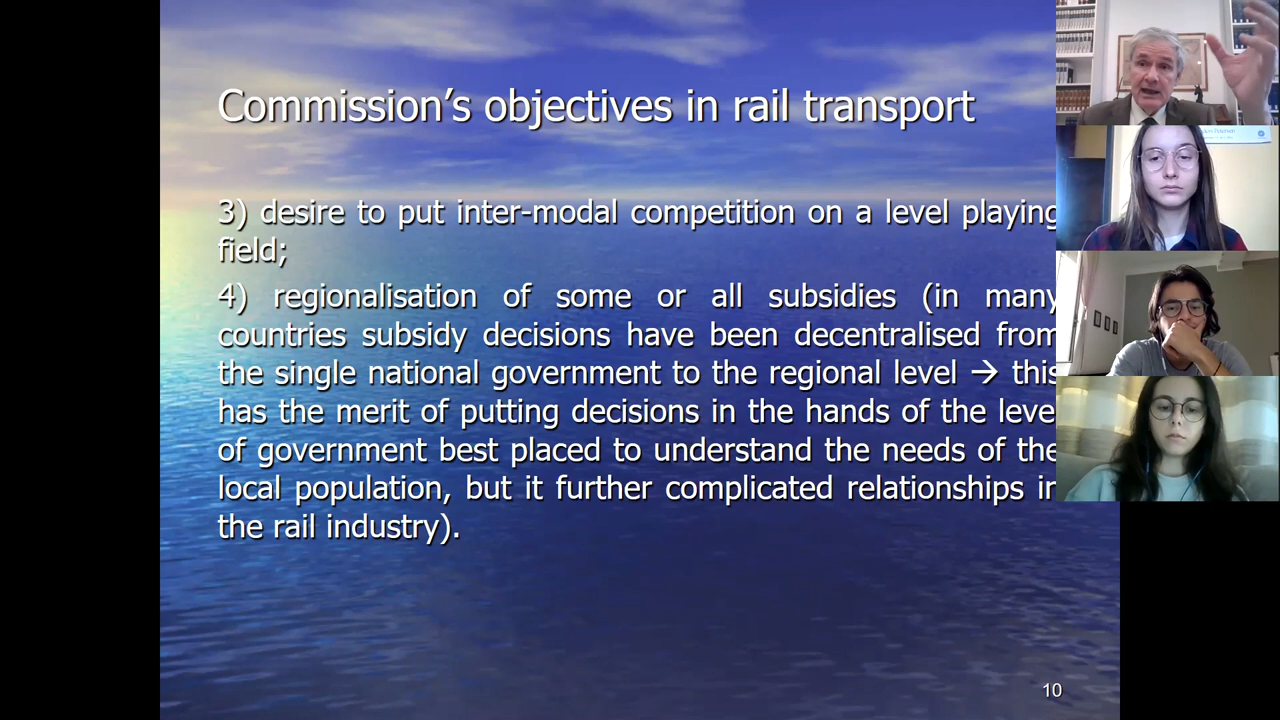 Commission's objectives in rail transport
3) desire to put inter-modal competition on a level playing
field;
4) regionalisation of some or all subsidies (in many
countries subsidy decisions have been decentralised from
the single national government to the regional level → this
has the merit of putting decisions in the hands of the level
of government best placed to understand the needs of the
local population, but it further complicated relationships in
the rail industry).
10